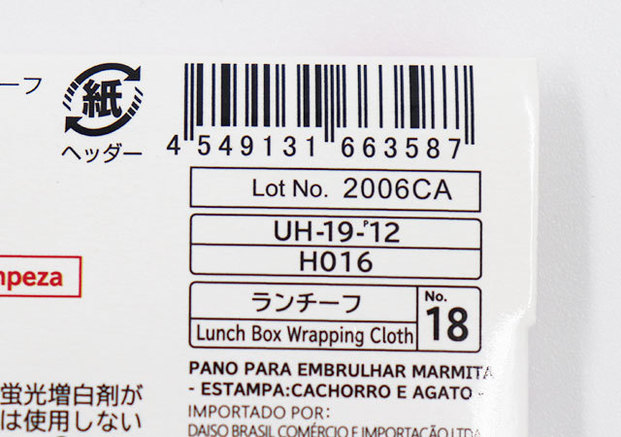 ーフ
紙
ヘッダー
4 549131 663587
Lot No. 2006CA
UH-19-P12
H016
ランチーフ
No.
18
Lunch Box Wrapping Cloth
mpeza
PANO PARA EMBRULHAR MARMITA
- ESTAMPA:CACHORRO E AGATO -
蛍光増白剤が
は使用しない
IMPORTADO POR:
DAISO BRASIL COMÉRCIO E IMPORTAÇÃO LTDA